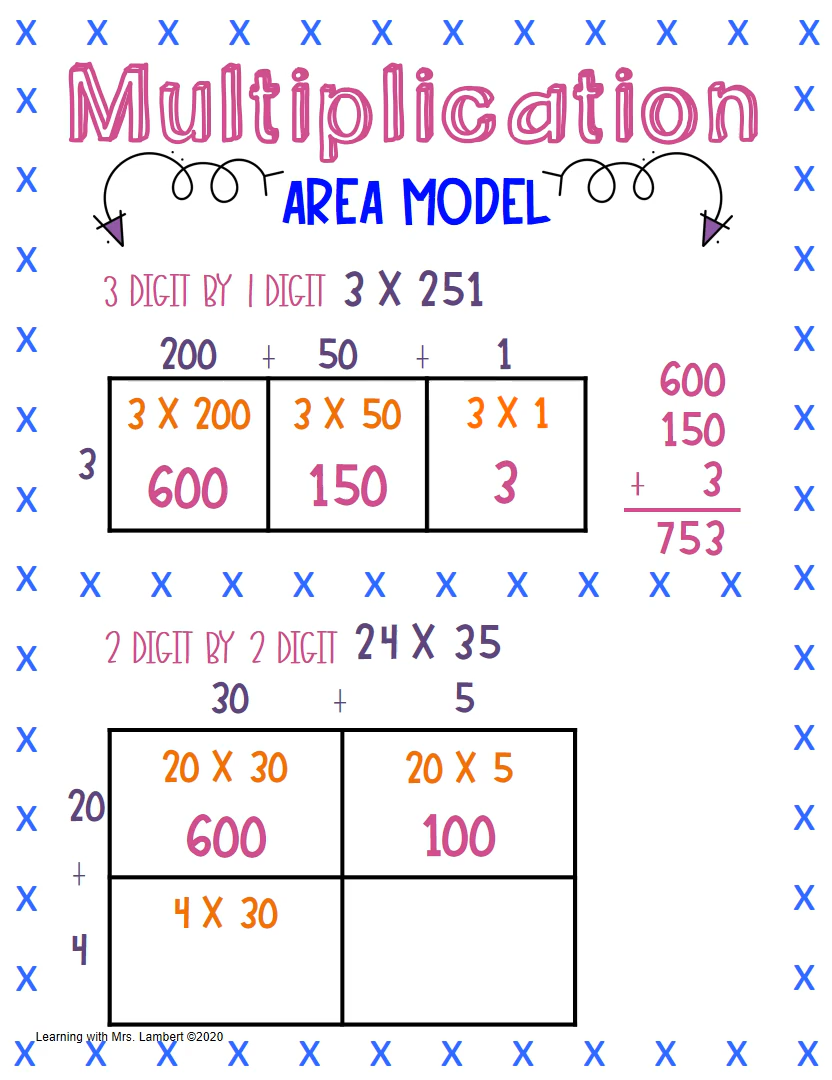 X X X X X X X X X X X X
X Multiplication X
X AREA MODEL X
X
X
3 DIGIT BY 1 DIGIT 3 X 251
X 200 + 50 + 1 X
3 X 200 3 X 50 3 X 1 600
X X
3 600 150 3 150
X + 3 X
753
X X X X X X X X X X X X
2 DIGIT BY 2 DIGIT 24 X 35
X X
30 + 5
X X
20 X 30 20 X 5
20
X 600 100 X
+
X 4 X 30 X
4
X X
Learning with Mrs. Lambert ©2020
X X X X X X X X X X X X